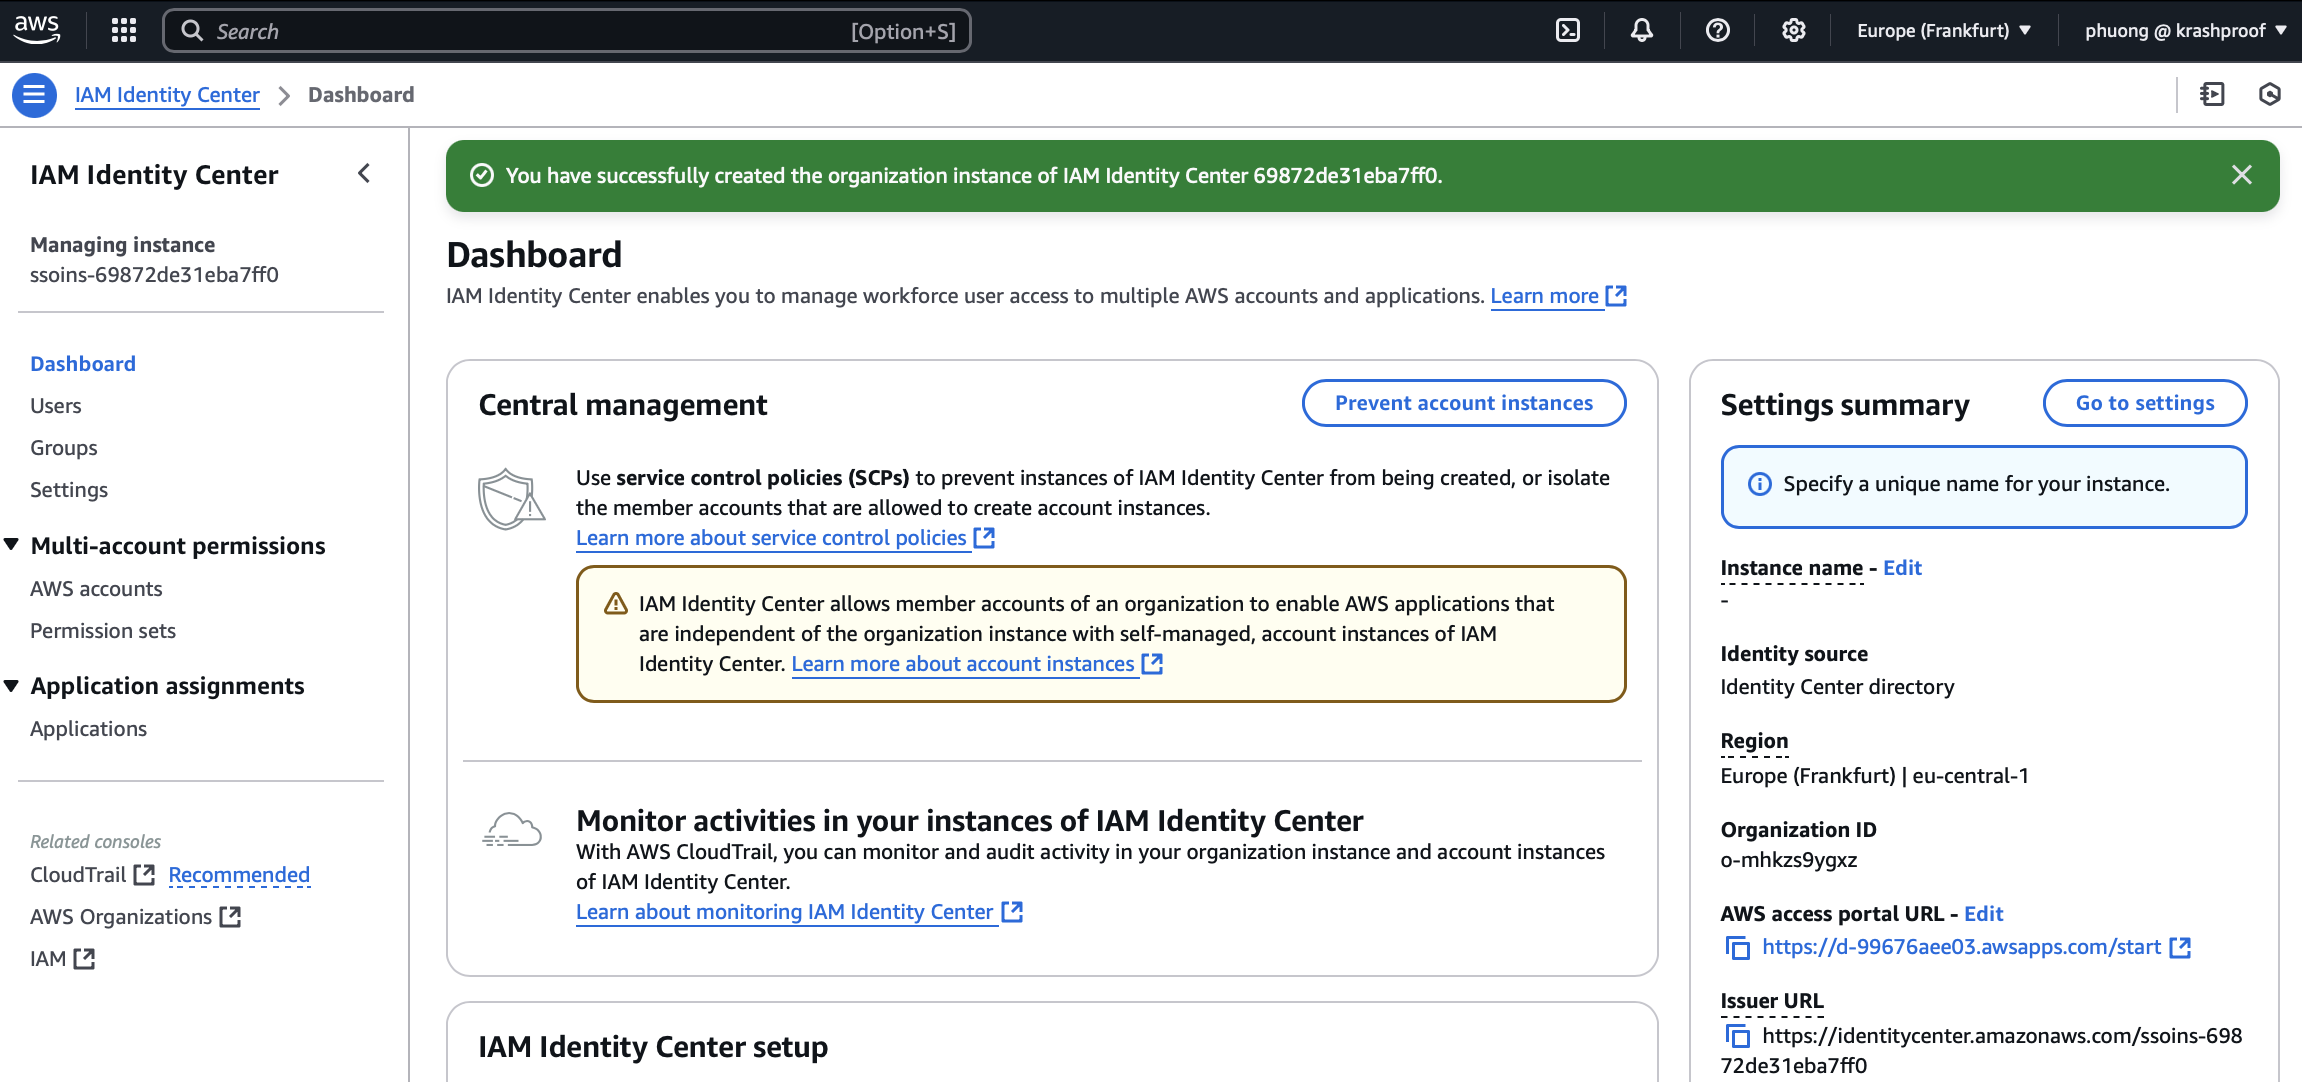 aws
Search
[Option+S]
Europe (Frankfurt) ▼
phuong @ krashproof ▼
IAM Identity Center > Dashboard
IAM Identity Center
Managing instance
ssoins-69872de31eba7ff0
Dashboard
Users
Groups
Settings
Multi-account permissions
AWS accounts
Permission sets
Application assignments
Applications
Related consoles
CloudTrail Recommended
AWS Organizations
IAM
You have successfully created the organization instance of IAM Identity Center 69872de31eba7ff0.
Dashboard
IAM Identity Center enables you to manage workforce user access to multiple AWS accounts and applications. Learn more
Central management
Prevent account instances
Use service control policies (SCPs) to prevent instances of IAM Identity Center from being created, or isolate
the member accounts that are allowed to create account instances.
Learn more about service control policies
IAM Identity Center allows member accounts of an organization to enable AWS applications that
are independent of the organization instance with self-managed, account instances of IAM
Identity Center. Learn more about account instances
Monitor activities in your instances of IAM Identity Center
With AWS CloudTrail, you can monitor and audit activity in your organization instance and account instances
of IAM Identity Center.
Learn about monitoring IAM Identity Center
IAM Identity Center setup
Settings summary
Go to settings
Specify a unique name for your instance.
Instance name - Edit
-
Identity source
Identity Center directory
Region
Europe (Frankfurt) | eu-central-1
Organization ID
o-mhkzs9ygxz
AWS access portal URL - Edit
https://d-99676aee03.awsapps.com/start
Issuer URL
https://identitycenter.amazonaws.com/ssoins-698
72de31eba7ff0